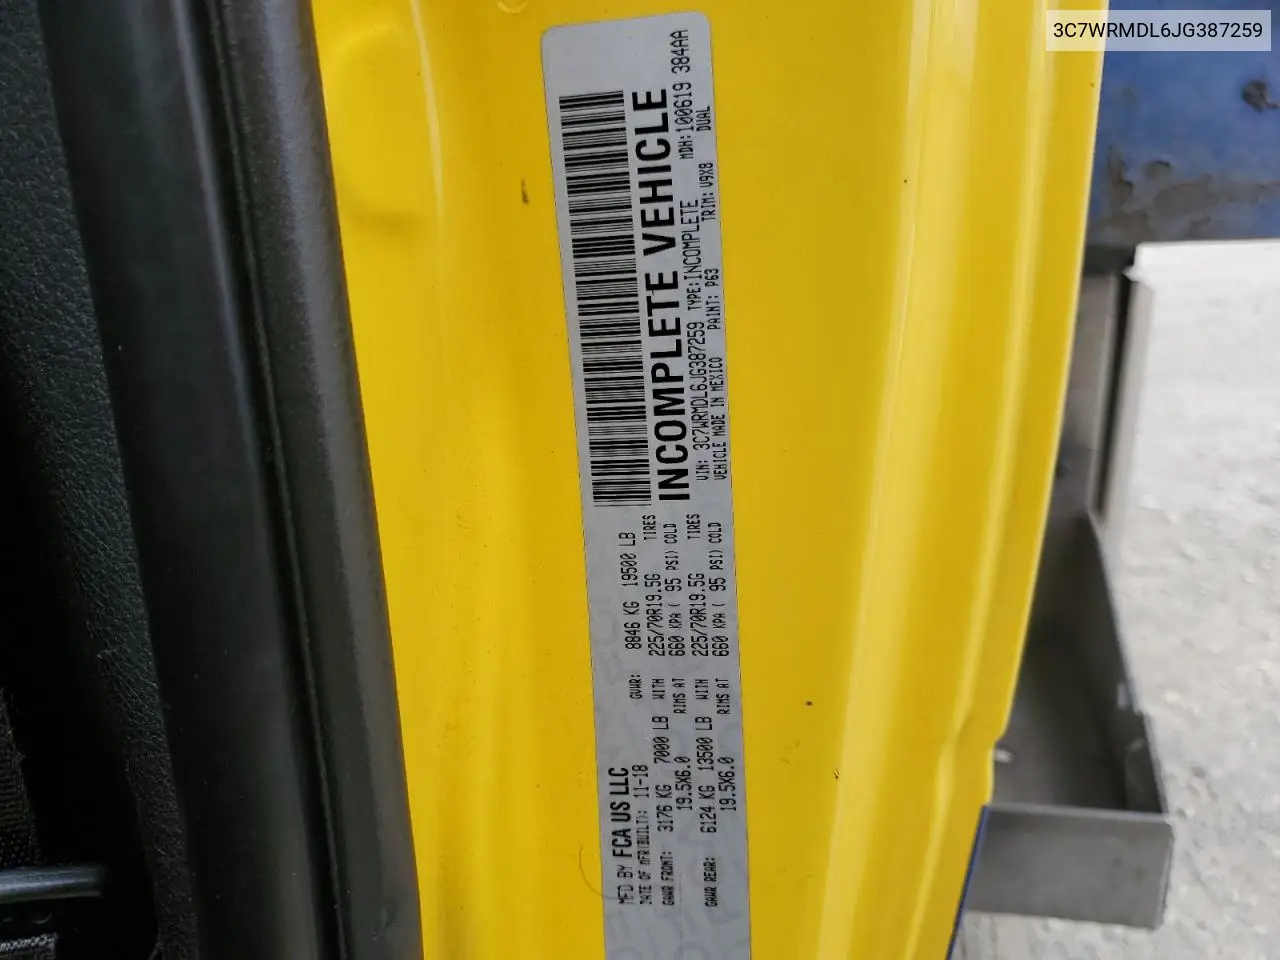 3C7WRMDL6JG387259
MFD BY FCA US LLC
DATE OF MFR(BUILT): 11-18
GVWR: 8846 KG 19500 LB
GAWR FRONT: 3176 KG 7000 LB WITH 225/70R19.5G TIRES
19.5X6.0 RIMS AT 660 KPA ( 95 PSI) COLD
GAWR REAR: 6124 KG 13500 LB WITH 225/70R19.5G TIRES
19.5X6.0 RIMS AT 660 KPA ( 95 PSI) COLD
INCOMPLETE VEHICLE
MDH: 100619 384AA
VIN: 3C7WRMDL6JG387259 TYPE: INCOMPLETE DUAL
VEHICLE MADE IN MEXICO PAINT: P63 TRIM: V9X8